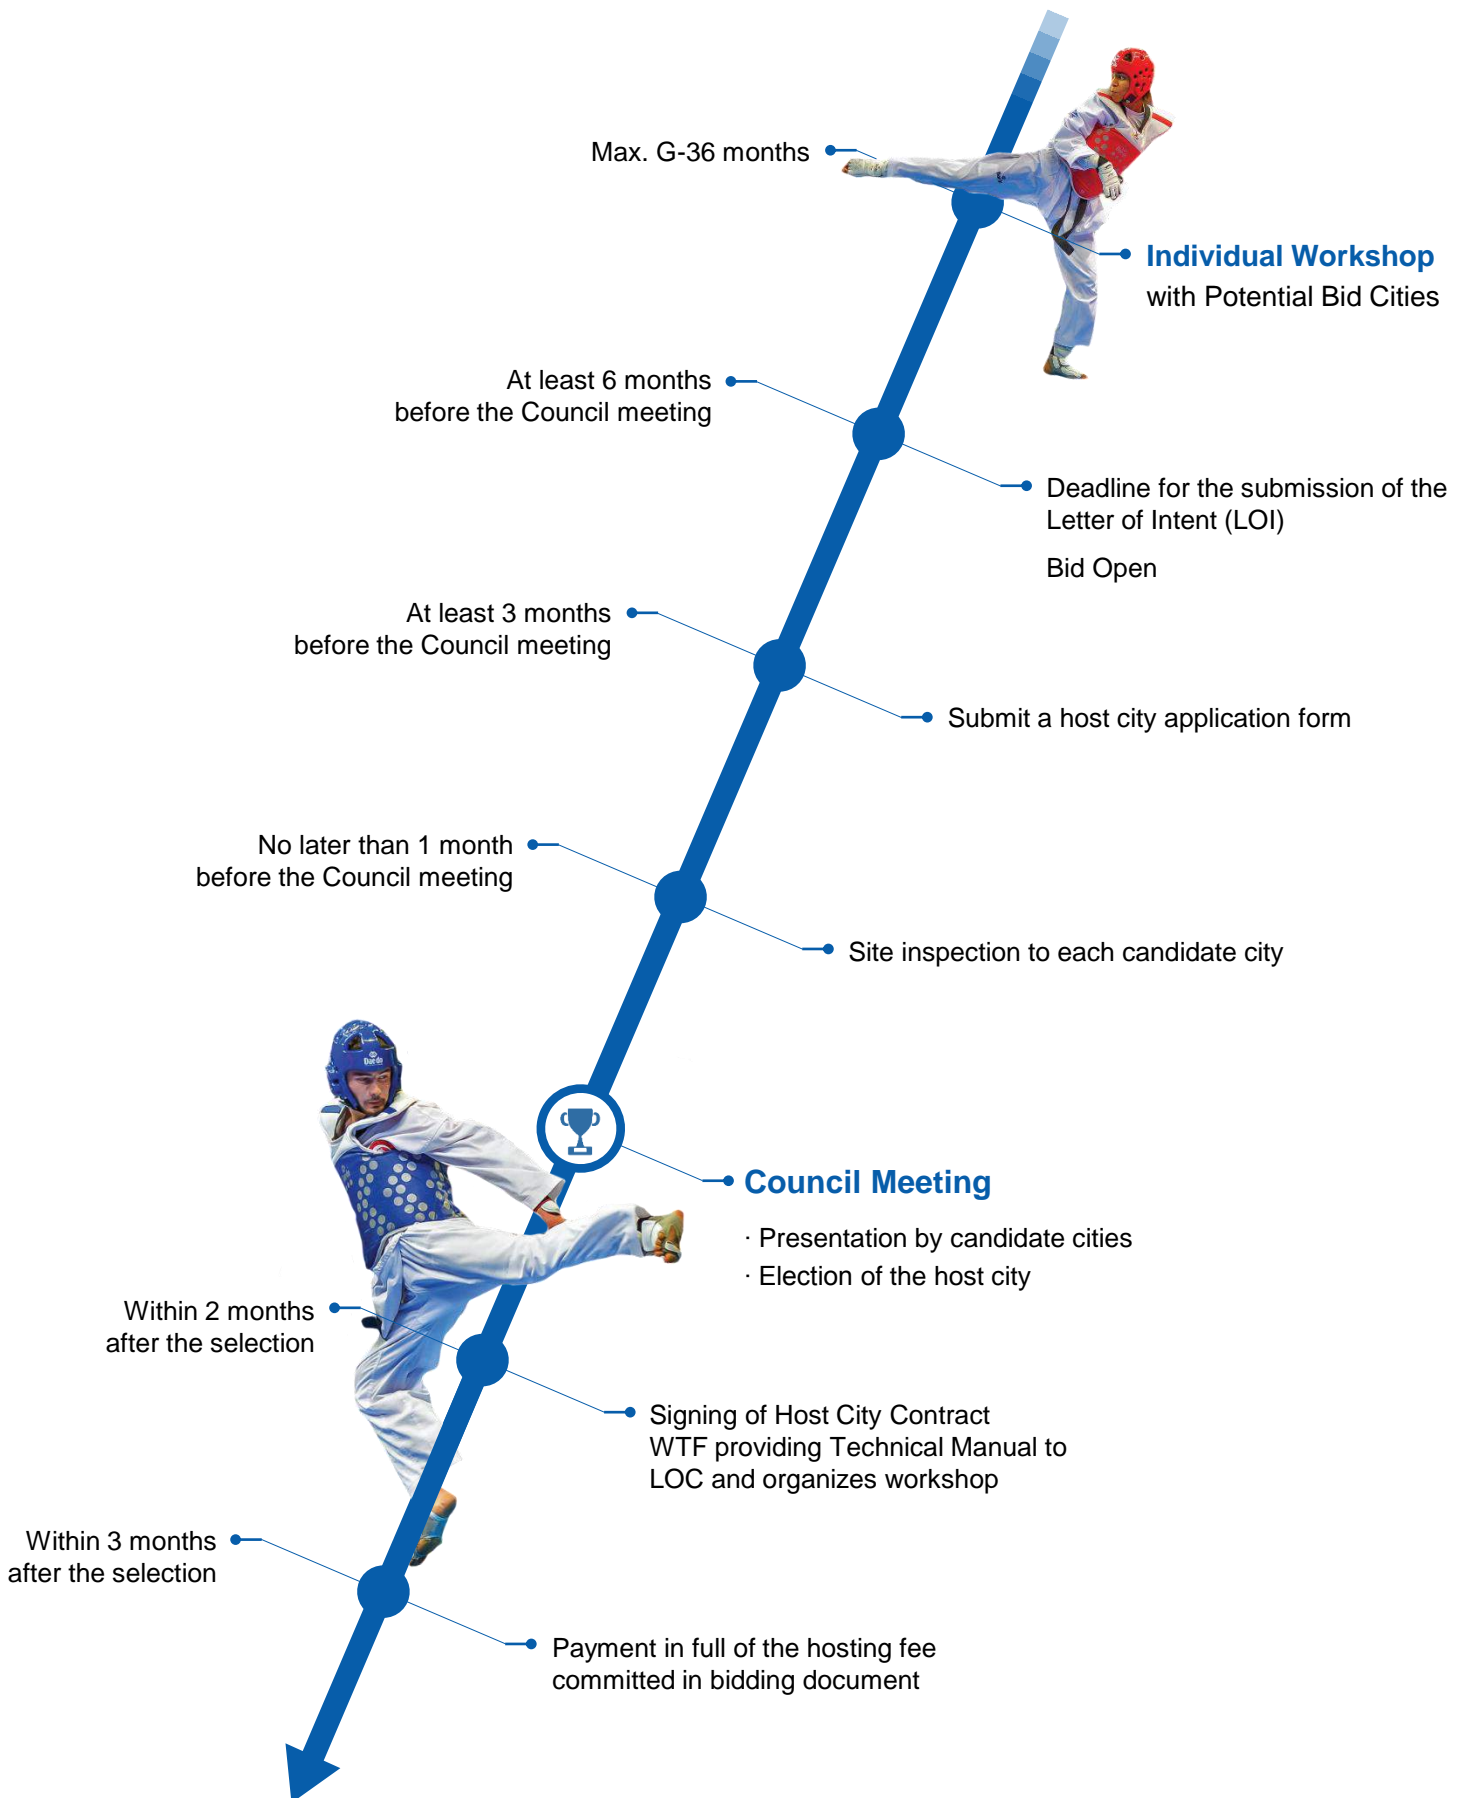 Max. G-36 months
Individual Workshop
with Potential Bid Cities
At least 6 months
before the Council meeting
Deadline for the submission of the
Letter of Intent (LOI)
Bid Open
At least 3 months
before the Council meeting
Submit a host city application form
No later than 1 month
before the Council meeting
Site inspection to each candidate city
Daedo
Council Meeting
· Presentation by candidate cities
· Election of the host city
Within 2 months
after the selection
Signing of Host City Contract
WTF providing Technical Manual to
LOC and organizes workshop
Within 3 months
after the selection
Payment in full of the hosting fee
committed in bidding document